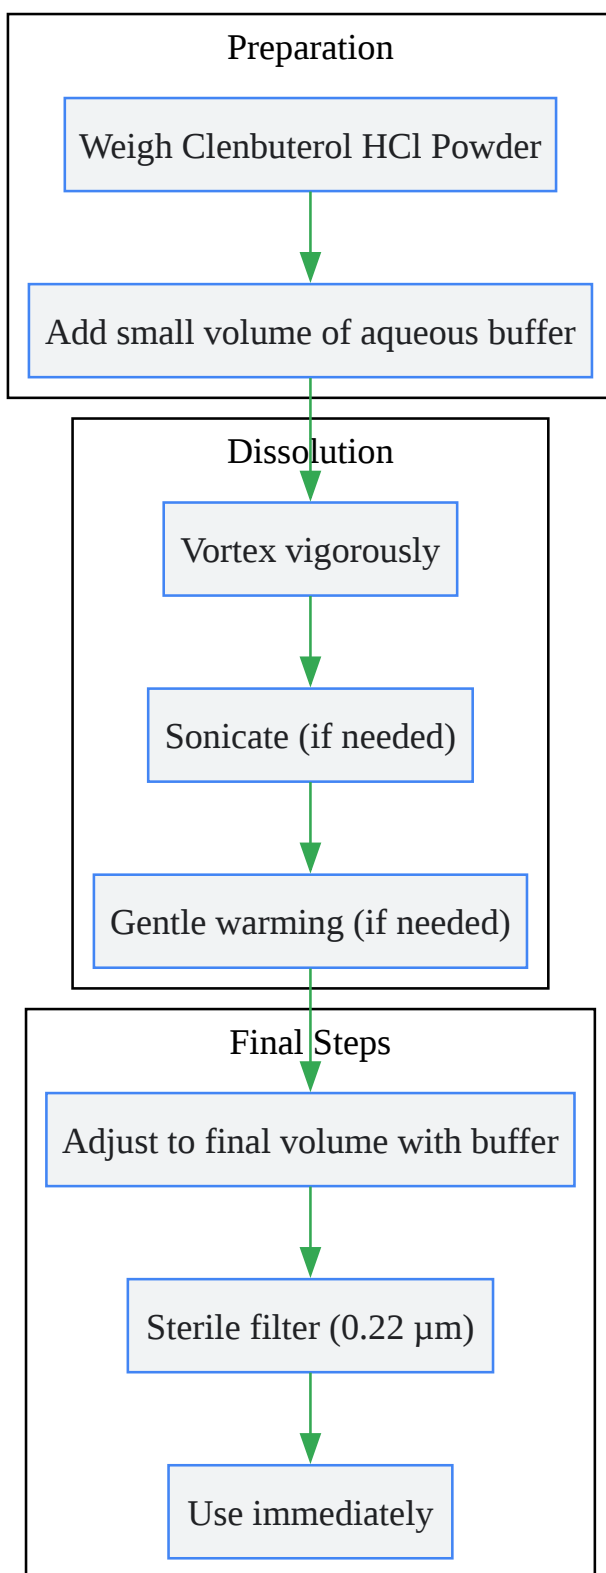 Preparation
Weigh Clenbuterol HCl Powder
Add small volume of aqueous buffer
Dissolution
Vortex vigorously
Sonicate (if needed)
Gentle warming (if needed)
Final Steps
Adjust to final volume with buffer
Sterile filter (0.22 µm)
Use immediately